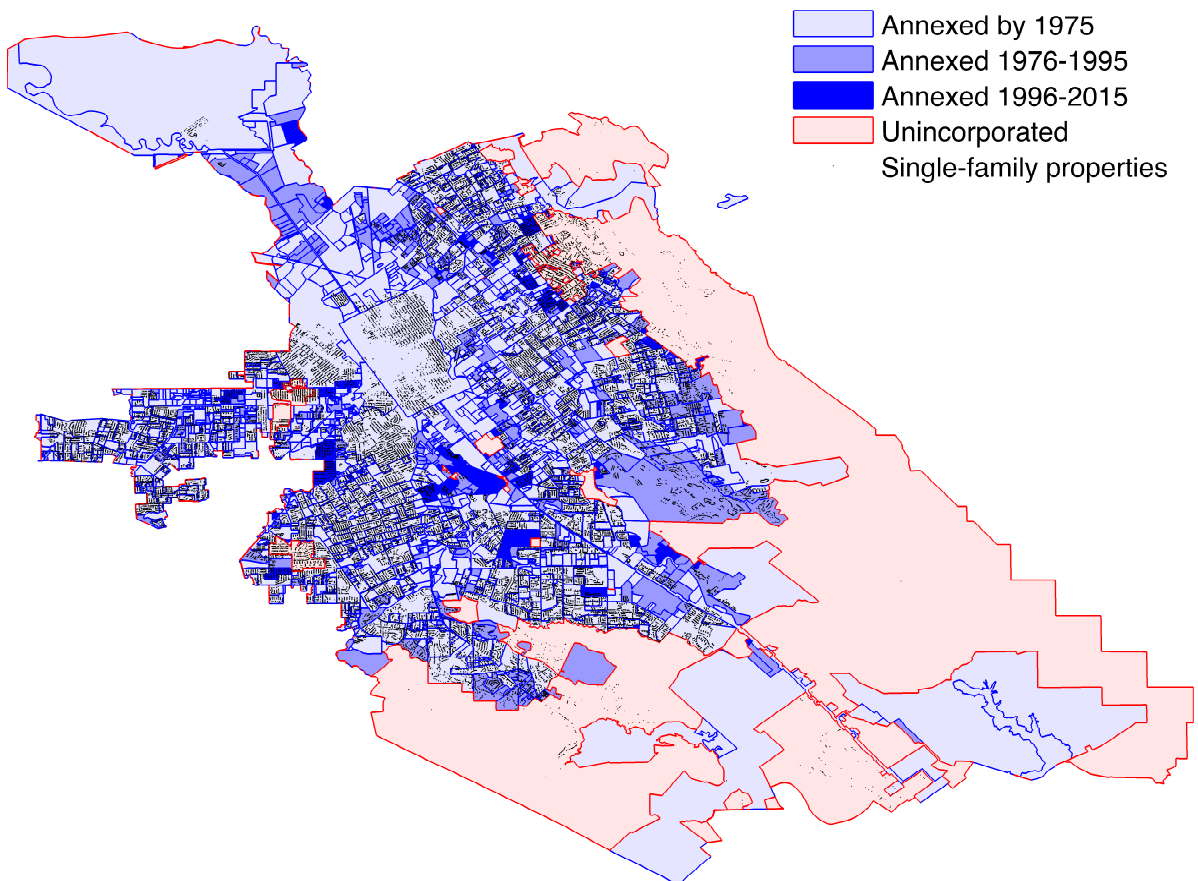 Annexed by 1975
Annexed 1976-1995
Annexed 1996-2015
Unincorporated
Single-family properties